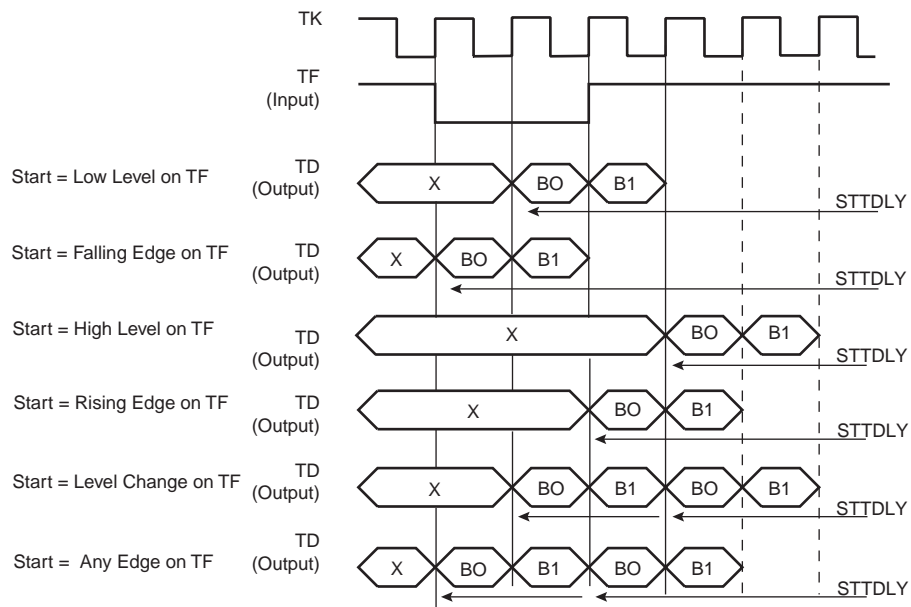 TK
TF
(Input)
Start = Low Level on TF
TD
(Output)
X
BO
B1
STTDLY
Start = Falling Edge on TF
TD
(Output)
X
BO
B1
STTDLY
Start = High Level on TF
TD
(Output)
X
BO
B1
STTDLY
Start = Rising Edge on TF
TD
(Output)
X
BO
B1
STTDLY
Start = Level Change on TF
TD
(Output)
X
BO
B1
BO
B1
STTDLY
Start = Any Edge on TF
TD
(Output)
X
BO
B1
BO
B1
STTDLY